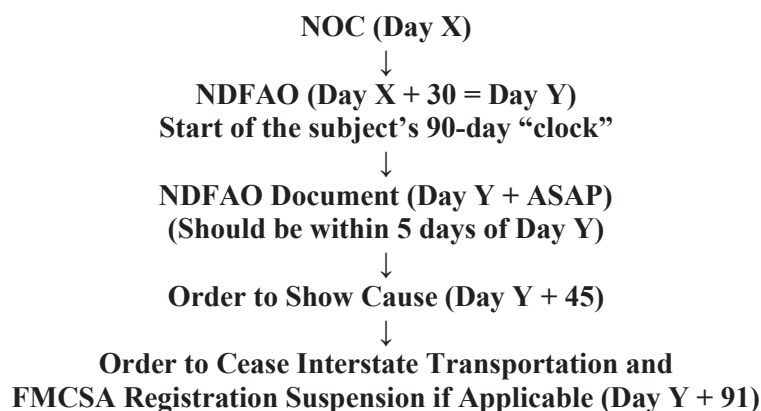 NOC (Day X)
↓
NDFAO (Day X + 30 = Day Y)
Start of the subject’s 90-day “clock”
↓
NDFAO Document (Day Y + ASAP)
(Should be within 5 days of Day Y)
↓
Order to Show Cause (Day Y + 45)
↓
Order to Cease Interstate Transportation and
FMCSA Registration Suspension if Applicable (Day Y + 91)